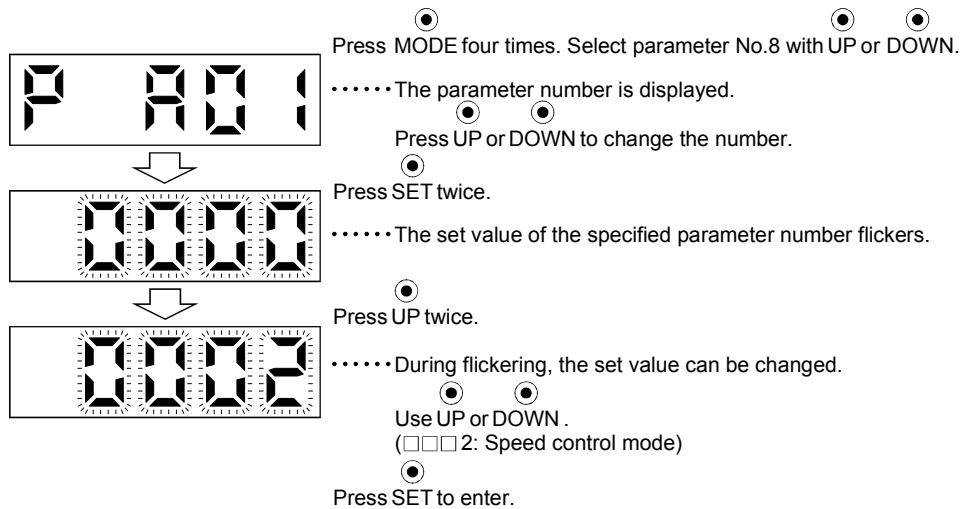 Press MODE four times. Select parameter No.8 with UP or DOWN.
P A01
······The parameter number is displayed.
Press UP or DOWN to change the number.
Press SET twice.
0000
······The set value of the specified parameter number flickers.
Press UP twice.
0002
······During flickering, the set value can be changed.
Use UP or DOWN .
(□□□ 2: Speed control mode)
Press SET to enter.